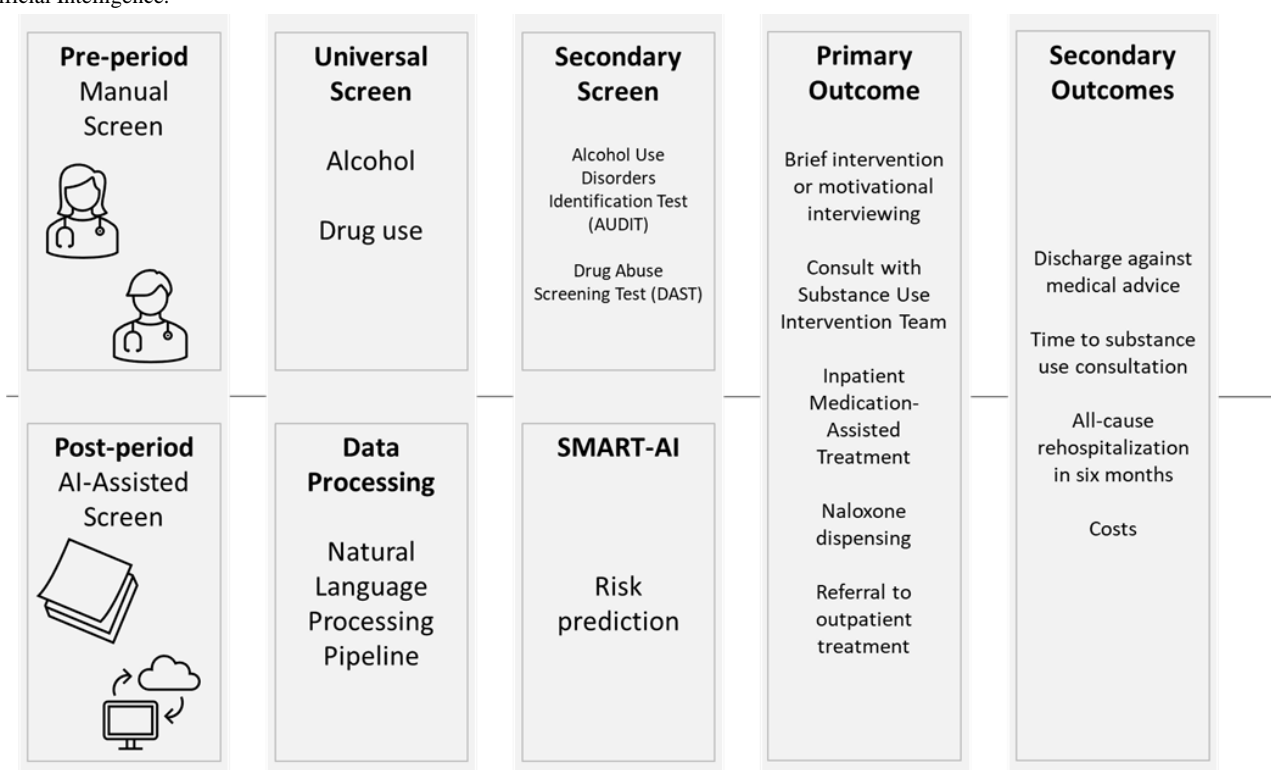 Pre-period
Manual
Screen
Universal
Screen
Alcohol
Drug use
Secondary
Screen
Alcohol Use
Disorders
Identification Test
(AUDIT)
Drug Abuse
Screening Test (DAST)
Primary
Outcome
Brief intervention
or motivational
interviewing
Consult with
Substance Use
Intervention Team
Inpatient
Medication-
Assisted
Treatment
Naloxone
dispensing
Referral to
outpatient
treatment
Secondary
Outcomes
Discharge against
medical advice
Time to substance
use consultation
All-cause
rehospitalization
in six months
Costs
Post-period
AI-Assisted
Screen
Data
Processing
Natural
Language
Processing
Pipeline
SMART-AI
Risk
prediction